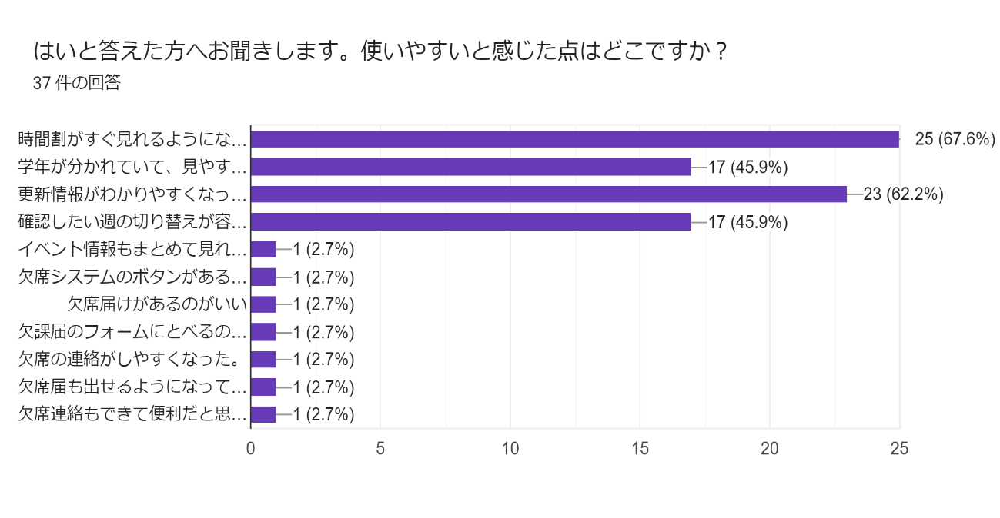 はいと答えた方へお聞きします。使いやすいと感じた点はどこですか？
37 件の回答
時間割がすぐ見れるようにな… 25 (67.6%)
学年が分かれていて、見やす… 17 (45.9%)
更新情報がわかりやすくなっ… 23 (62.2%)
確認したい週の切り替えが容… 17 (45.9%)
イベント情報もまとめて見れ… 1 (2.7%)
欠席システムのボタンがある… 1 (2.7%)
欠席届けがあるのがいい 1 (2.7%)
欠課届のフォームにとべるの… 1 (2.7%)
欠席の連絡がしやすくなった。 1 (2.7%)
欠席届も出せるようになって… 1 (2.7%)
欠席連絡もできて便利だと思… 1 (2.7%)
0 5 10 15 20 25